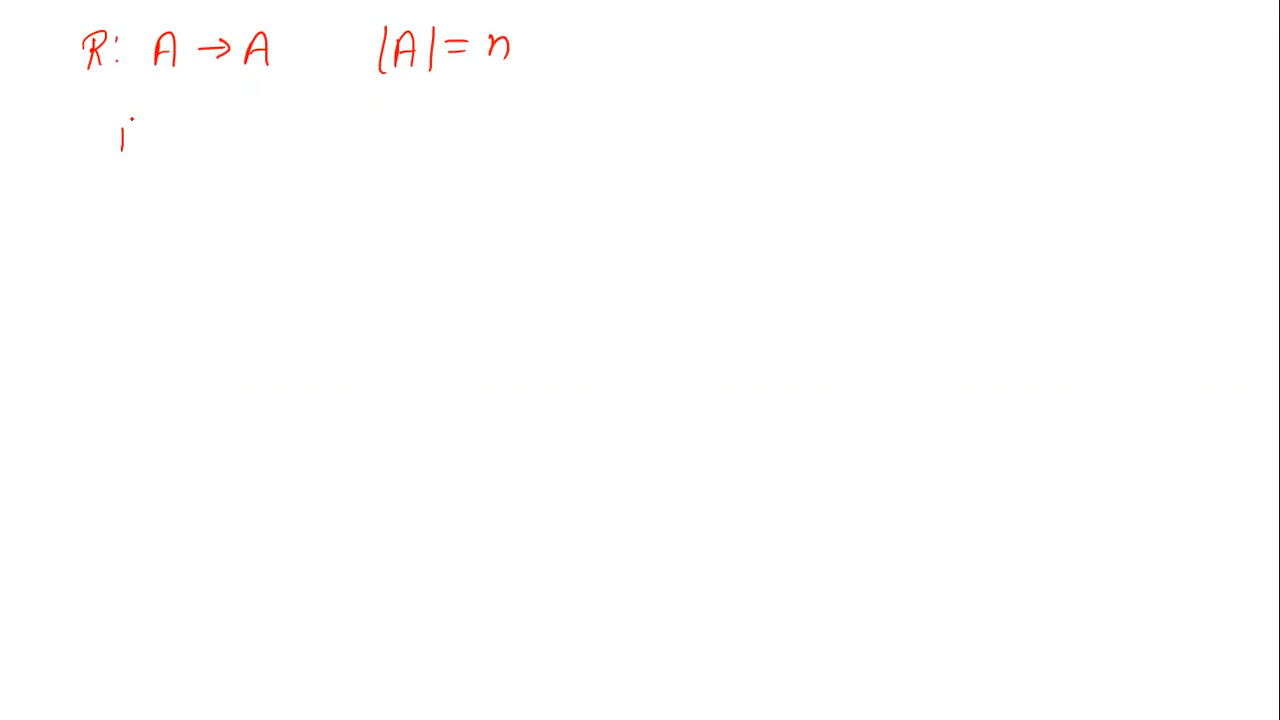 R: A → A |A| = n